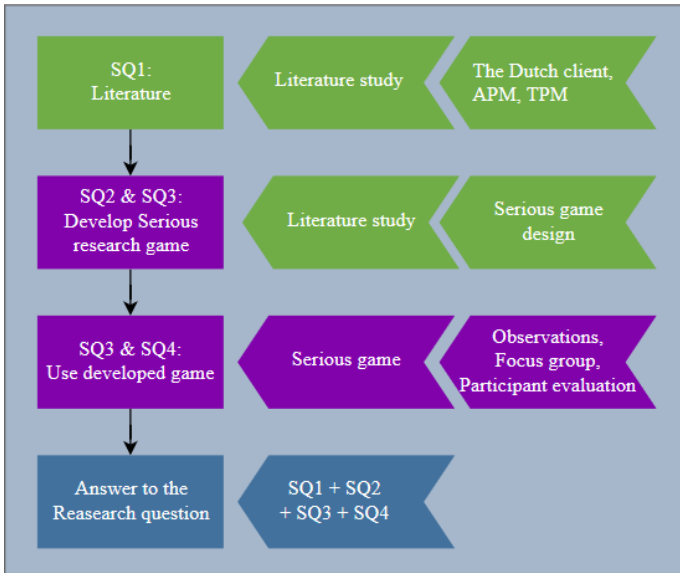 SQ1:
Literature
Literature study
The Dutch client,
APM, TPM
SQ2 & SQ3:
Develop Serious
research game
Literature study
Serious game
design
SQ3 & SQ4:
Use developed game
Serious game
Observations,
Focus group,
Participant evaluation
Answer to the
Reasearch question
SQ1 + SQ2
+ SQ3 + SQ4